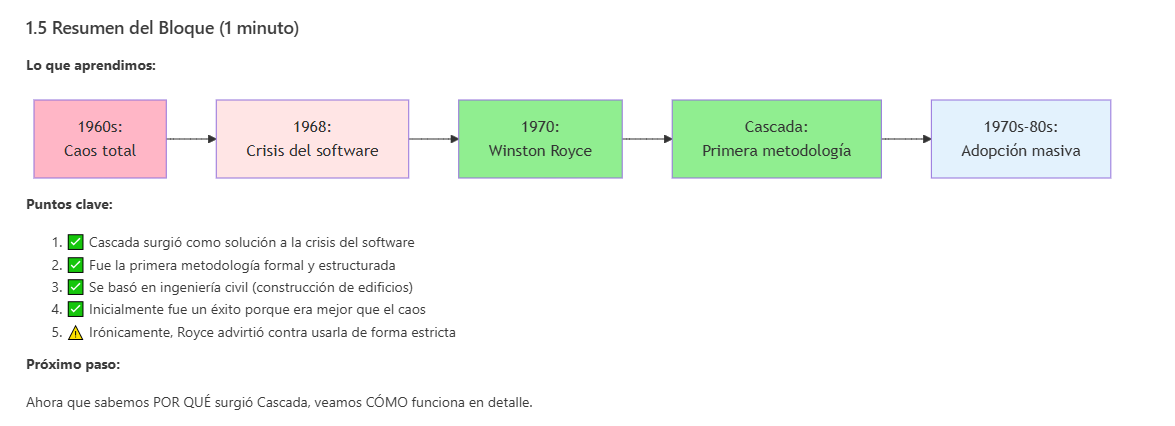 1.5 Resumen del Bloque (1 minuto)
Lo que aprendimos:
1960s:
Caos total
1968:
Crisis del software
1970:
Winston Royce
Cascada:
Primera metodología
1970s-80s:
Adopción masiva
Puntos clave:
1. ✅ Cascada surgió como solución a la crisis del software
2. ✅ Fue la primera metodología formal y estructurada
3. ✅ Se basó en ingeniería civil (construcción de edificios)
4. ✅ Inicialmente fue un éxito porque era mejor que el caos
5. ⚠️ Irónicamente, Royce advirtió contra usarla de forma estricta
Próximo paso:
Ahora que sabemos POR QUÉ surgió Cascada, veamos CÓMO funciona en detalle.